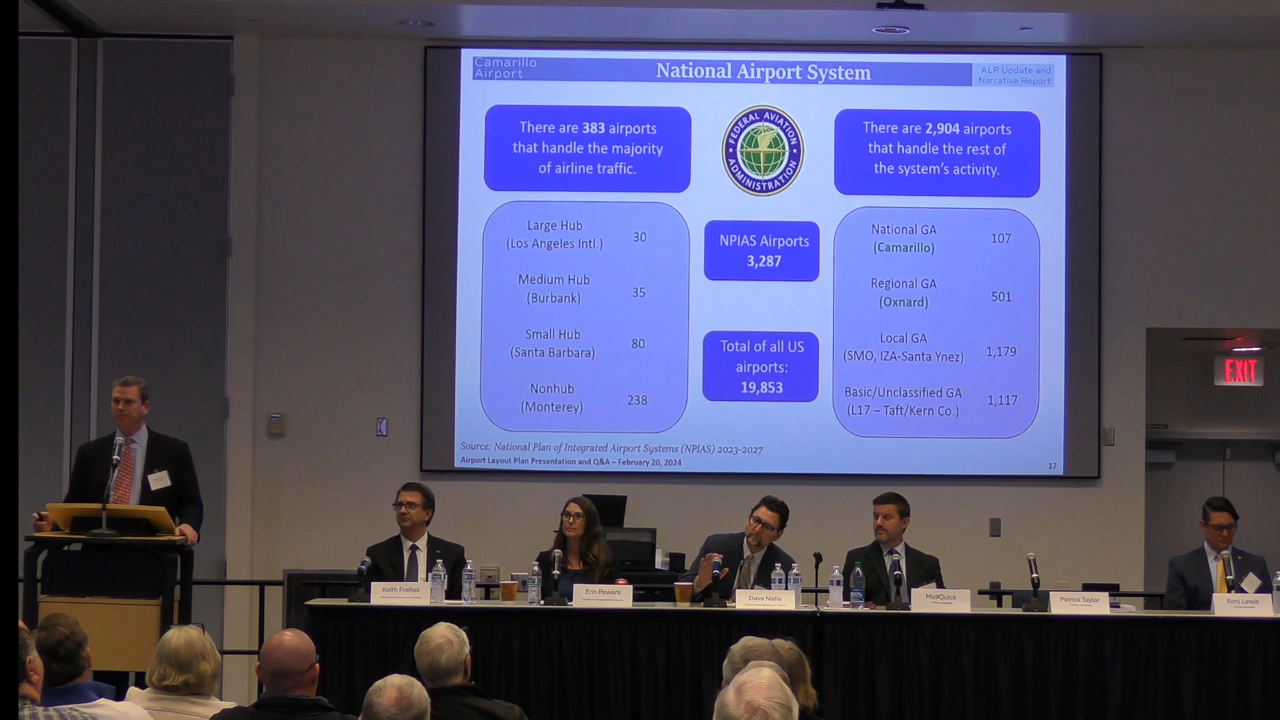 Camarillo
Airport
National Airport System
ALP Update and
Narrative Report
There are 383 airports
that handle the majority
of airline traffic.
FEDERAL AVIATION
ADMINISTRATION
There are 2,904 airports
that handle the rest of
the system's activity.
Large Hub
(Los Angeles Intl.)
30
Medium Hub
(Burbank)
35
Small Hub
(Santa Barbara)
80
Nonhub
(Monterey)
238
NPIAS Airports
3,287
Total of all US
airports:
19,853
National GA
(Camarillo)
107
Regional GA
(Oxnard)
501
Local GA
(SMO, IZA-Santa Ynez)
1,179
Basic/Unclassified GA
(L17 – Taft/Kern Co.)
1,117
Source: National Plan of Integrated Airport Systems (NPIAS) 2023-2027
Airport Layout Plan Presentation and Q&A – February 20, 2024
17
EXIT
Keith Freitas
Erin Powers
Dave Nafie
Matt Quick
Patrick Taylor
Kory Lewis